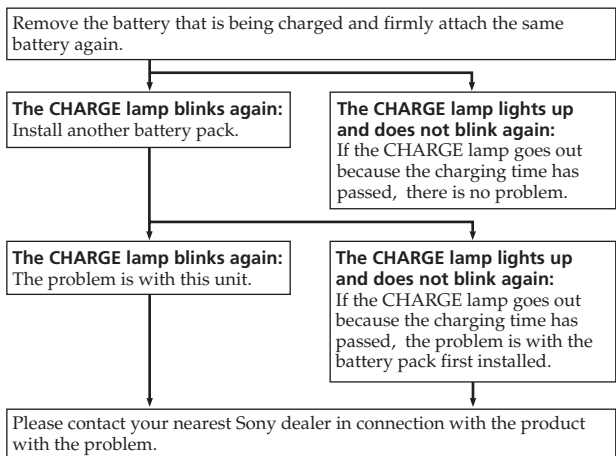 Remove the battery that is being charged and firmly attach the same
battery again.
The CHARGE lamp blinks again:
Install another battery pack.
The CHARGE lamp lights up
and does not blink again:
If the CHARGE lamp goes out
because the charging time has
passed, there is no problem.
The CHARGE lamp blinks again:
The problem is with this unit.
The CHARGE lamp lights up
and does not blink again:
If the CHARGE lamp goes out
because the charging time has
passed, the problem is with the
battery pack first installed.
Please contact your nearest Sony dealer in connection with the product
with the problem.